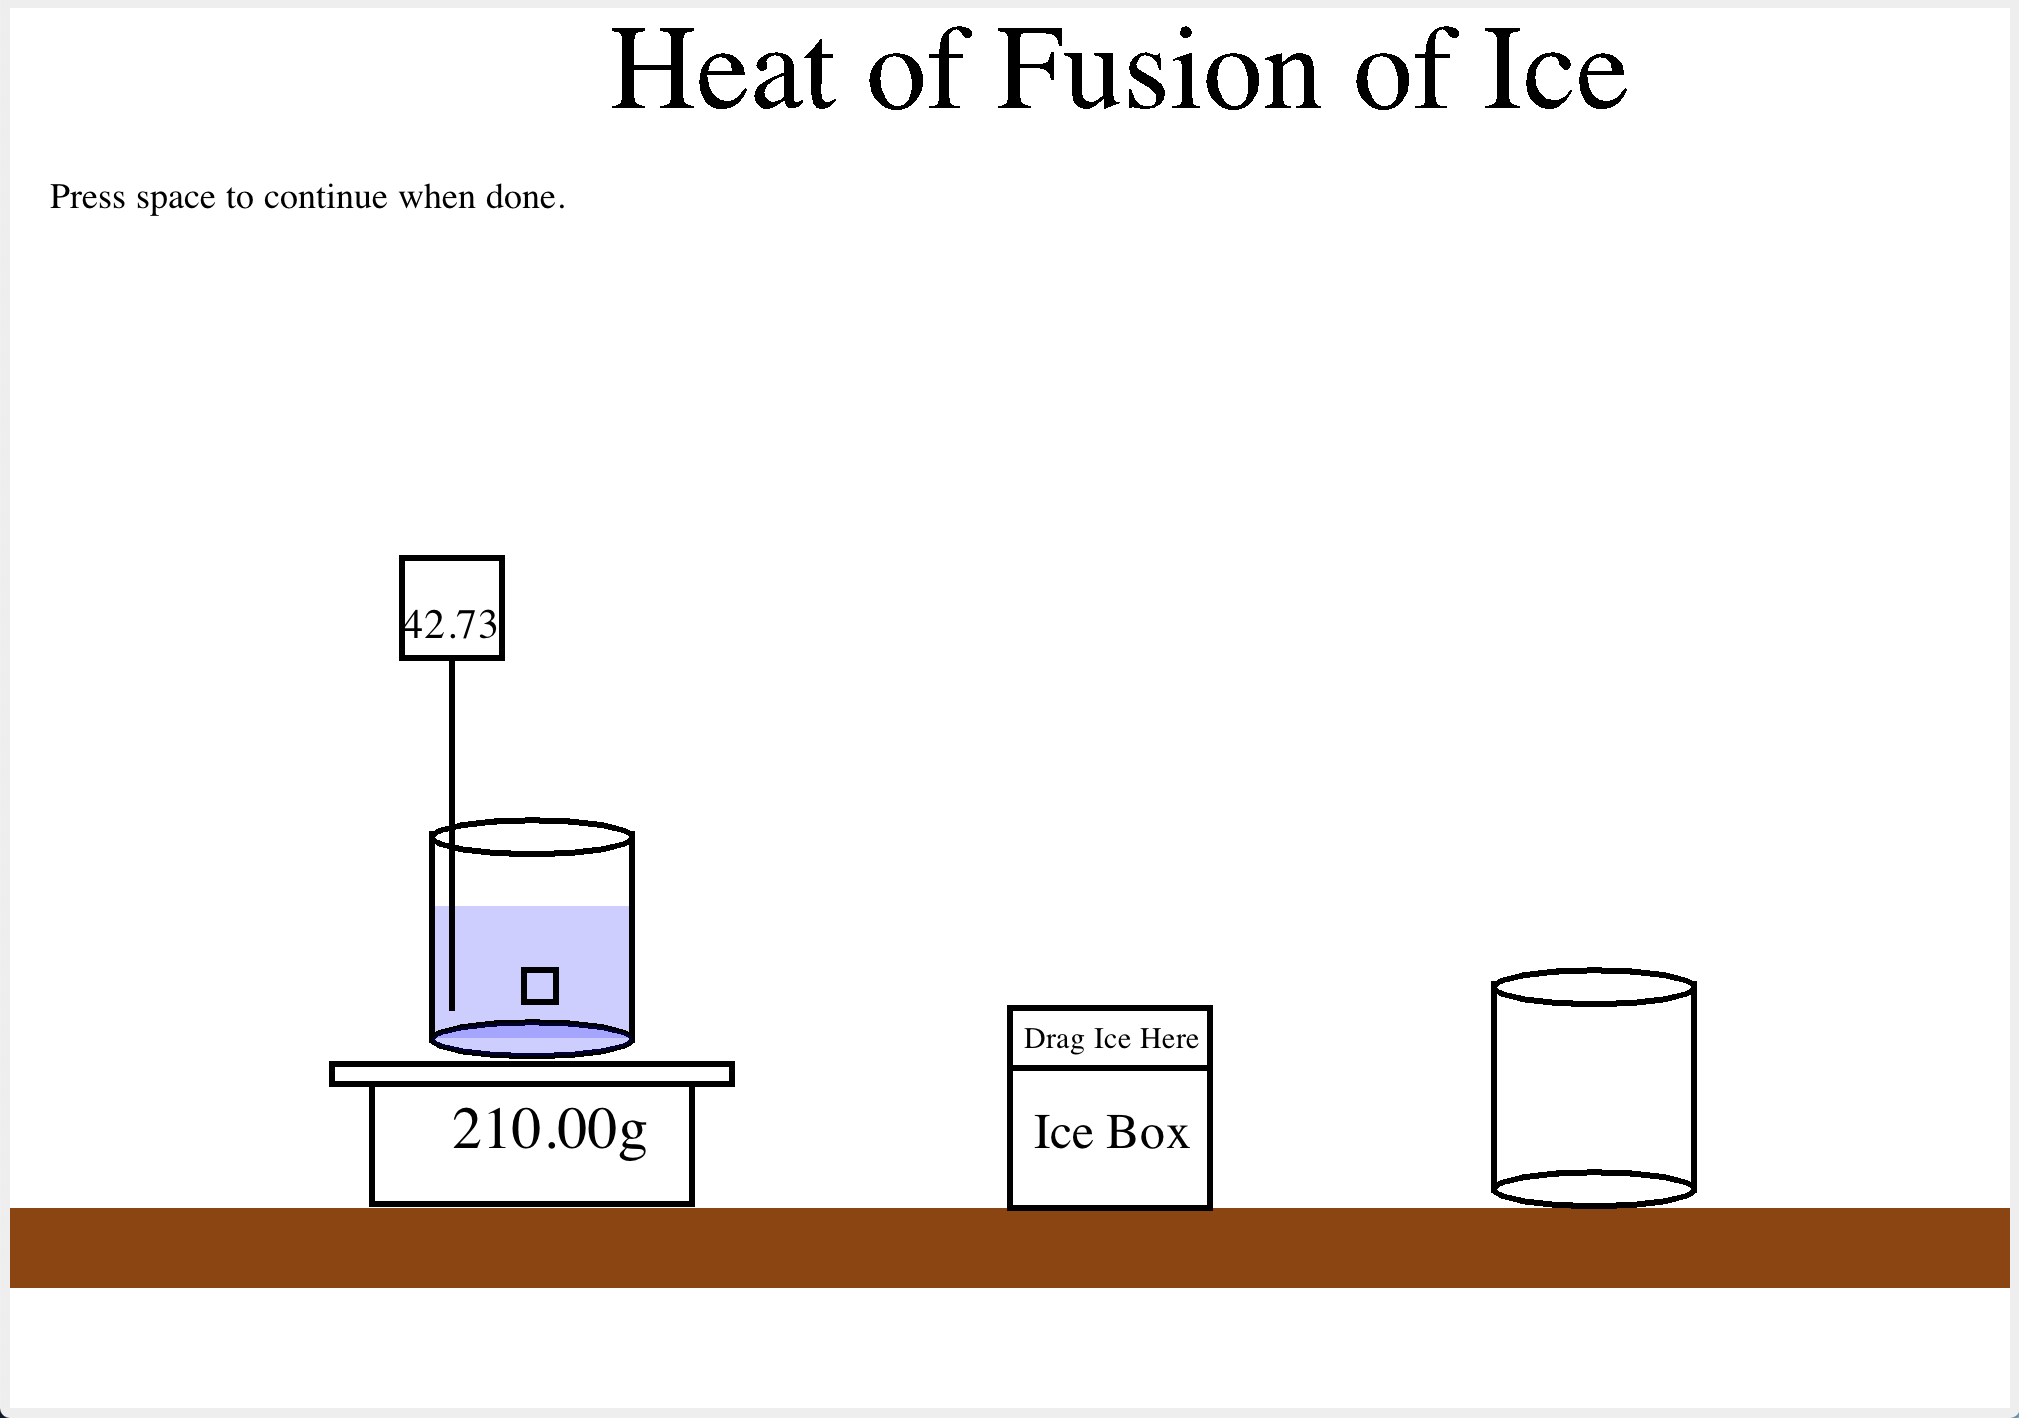 Heat of Fusion of Ice
Press space to continue when done.
42.73
Drag Ice Here
210.00g
Ice Box